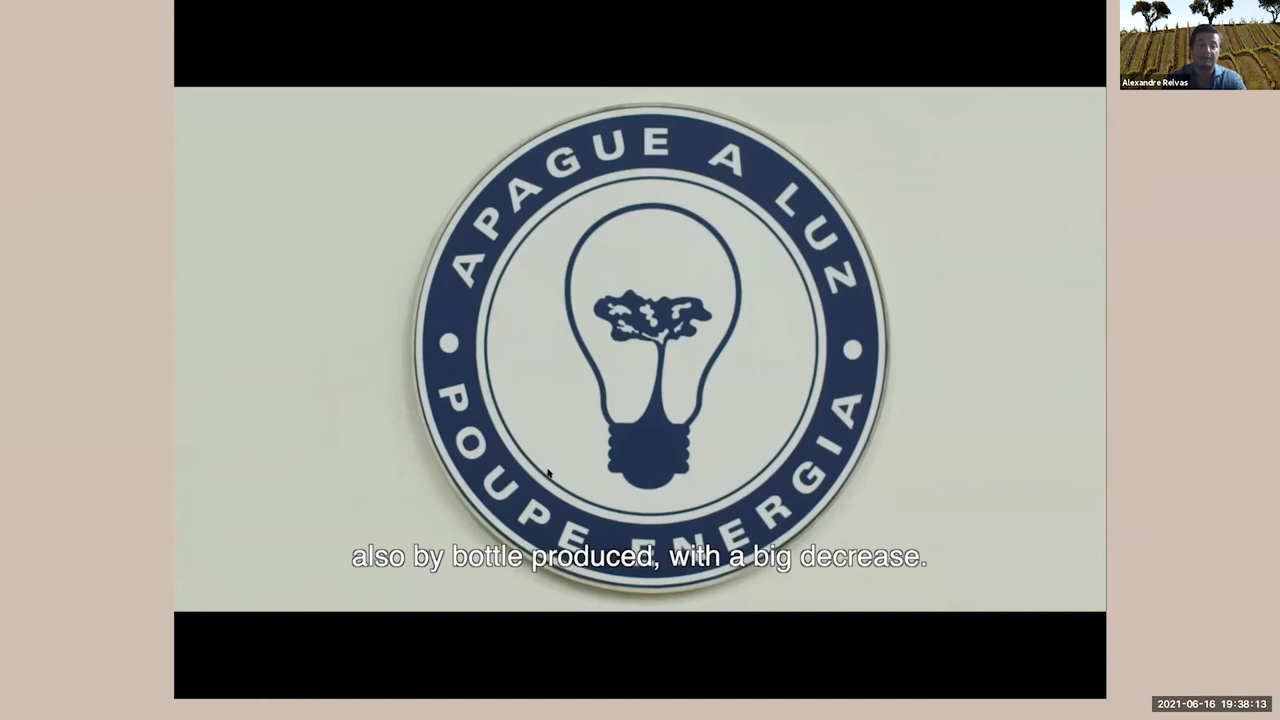 Alexandre Relvas
APAGUE A LUZ
POUPE ENERGIA
also by bottle produced, with a big decrease.
2021-06-16 19:38:13